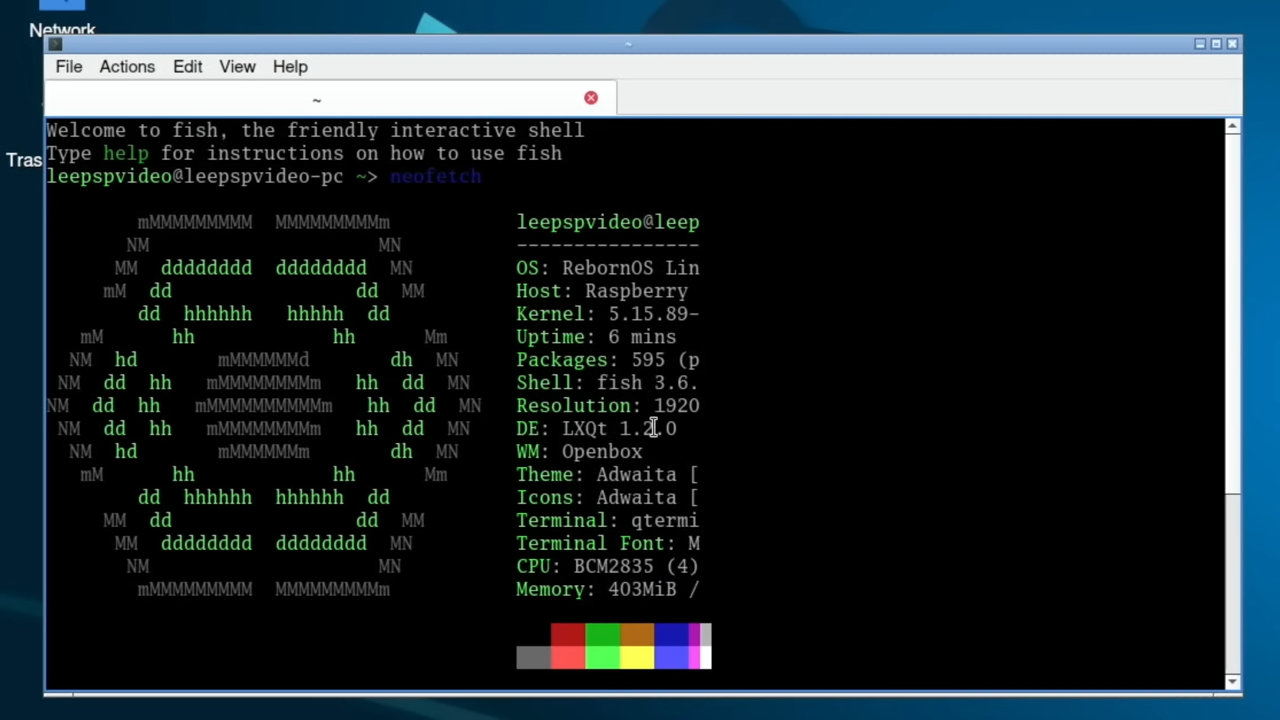 Network
~
File Actions Edit View Help
~
Tras
Welcome to fish, the friendly interactive shell
Type help for instructions on how to use fish
leepspvideo@leepspvideo-pc ~> neofetch
mMMMMMMMMM  MMMMMMMMMm leepspvideo@leep
NM                    MN ----------------
MM  dddddddd  dddddddd  MN OS: RebornOS Lin
mM  dd                dd  MM Host: Raspberry
dd  hhhhhh   hhhhh  dd Kernel: 5.15.89-
mM      hh            hh      Mm Uptime: 6 mins
NM  hd       mMMMMMMd       dh  MN Packages: 595 (p
NM  dd  hh   mMMMMMMMMm   hh  dd  MN Shell: fish 3.6.
NM  dd  hh   mMMMMMMMMMMm   hh  dd  MN Resolution: 1920
NM  dd  hh   mMMMMMMMMm   hh  dd  MN DE: LXQt 1.2.0
NM  hd       mMMMMMMm       dh  MN WM: Openbox
mM      hh            hh      Mm Theme: Adwaita [
dd  hhhhhh  hhhhhh  dd Icons: Adwaita [
MM  dd                dd  MM Terminal: qtermi
MM  dddddddd  dddddddd  MN Terminal Font: M
NM                    MN CPU: BCM2835 (4)
mMMMMMMMMM  MMMMMMMMMm Memory: 403MiB /